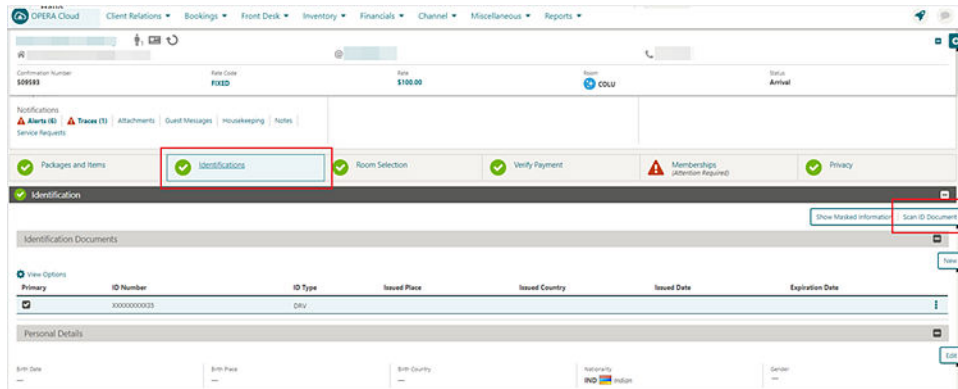 OPERA Cloud Client Relations Bookings Front Desk Inventory Financials Channel Miscellaneous Reports
@
Confirmation Number Rate Code Rate Room Status
509593 FIXED $100.00 COLU Arrival
Notifications
Alerts (6) Traces (1) Attachments Guest Messages Housekeeping Notes
Service Requests
Packages and Items Identifications Room Selection Verify Payment Memberships Privacy
(Attention Required)
Identification
Show Masked Information Scan ID Document
Identification Documents
New
View Options
Primary ID Number ID Type Issued Place Issued Country Issued Date Expiration Date
DRV
Personal Details
Edit
Birth Date Birth Place Birth Country Nationality Gender
— — — IND Indian —